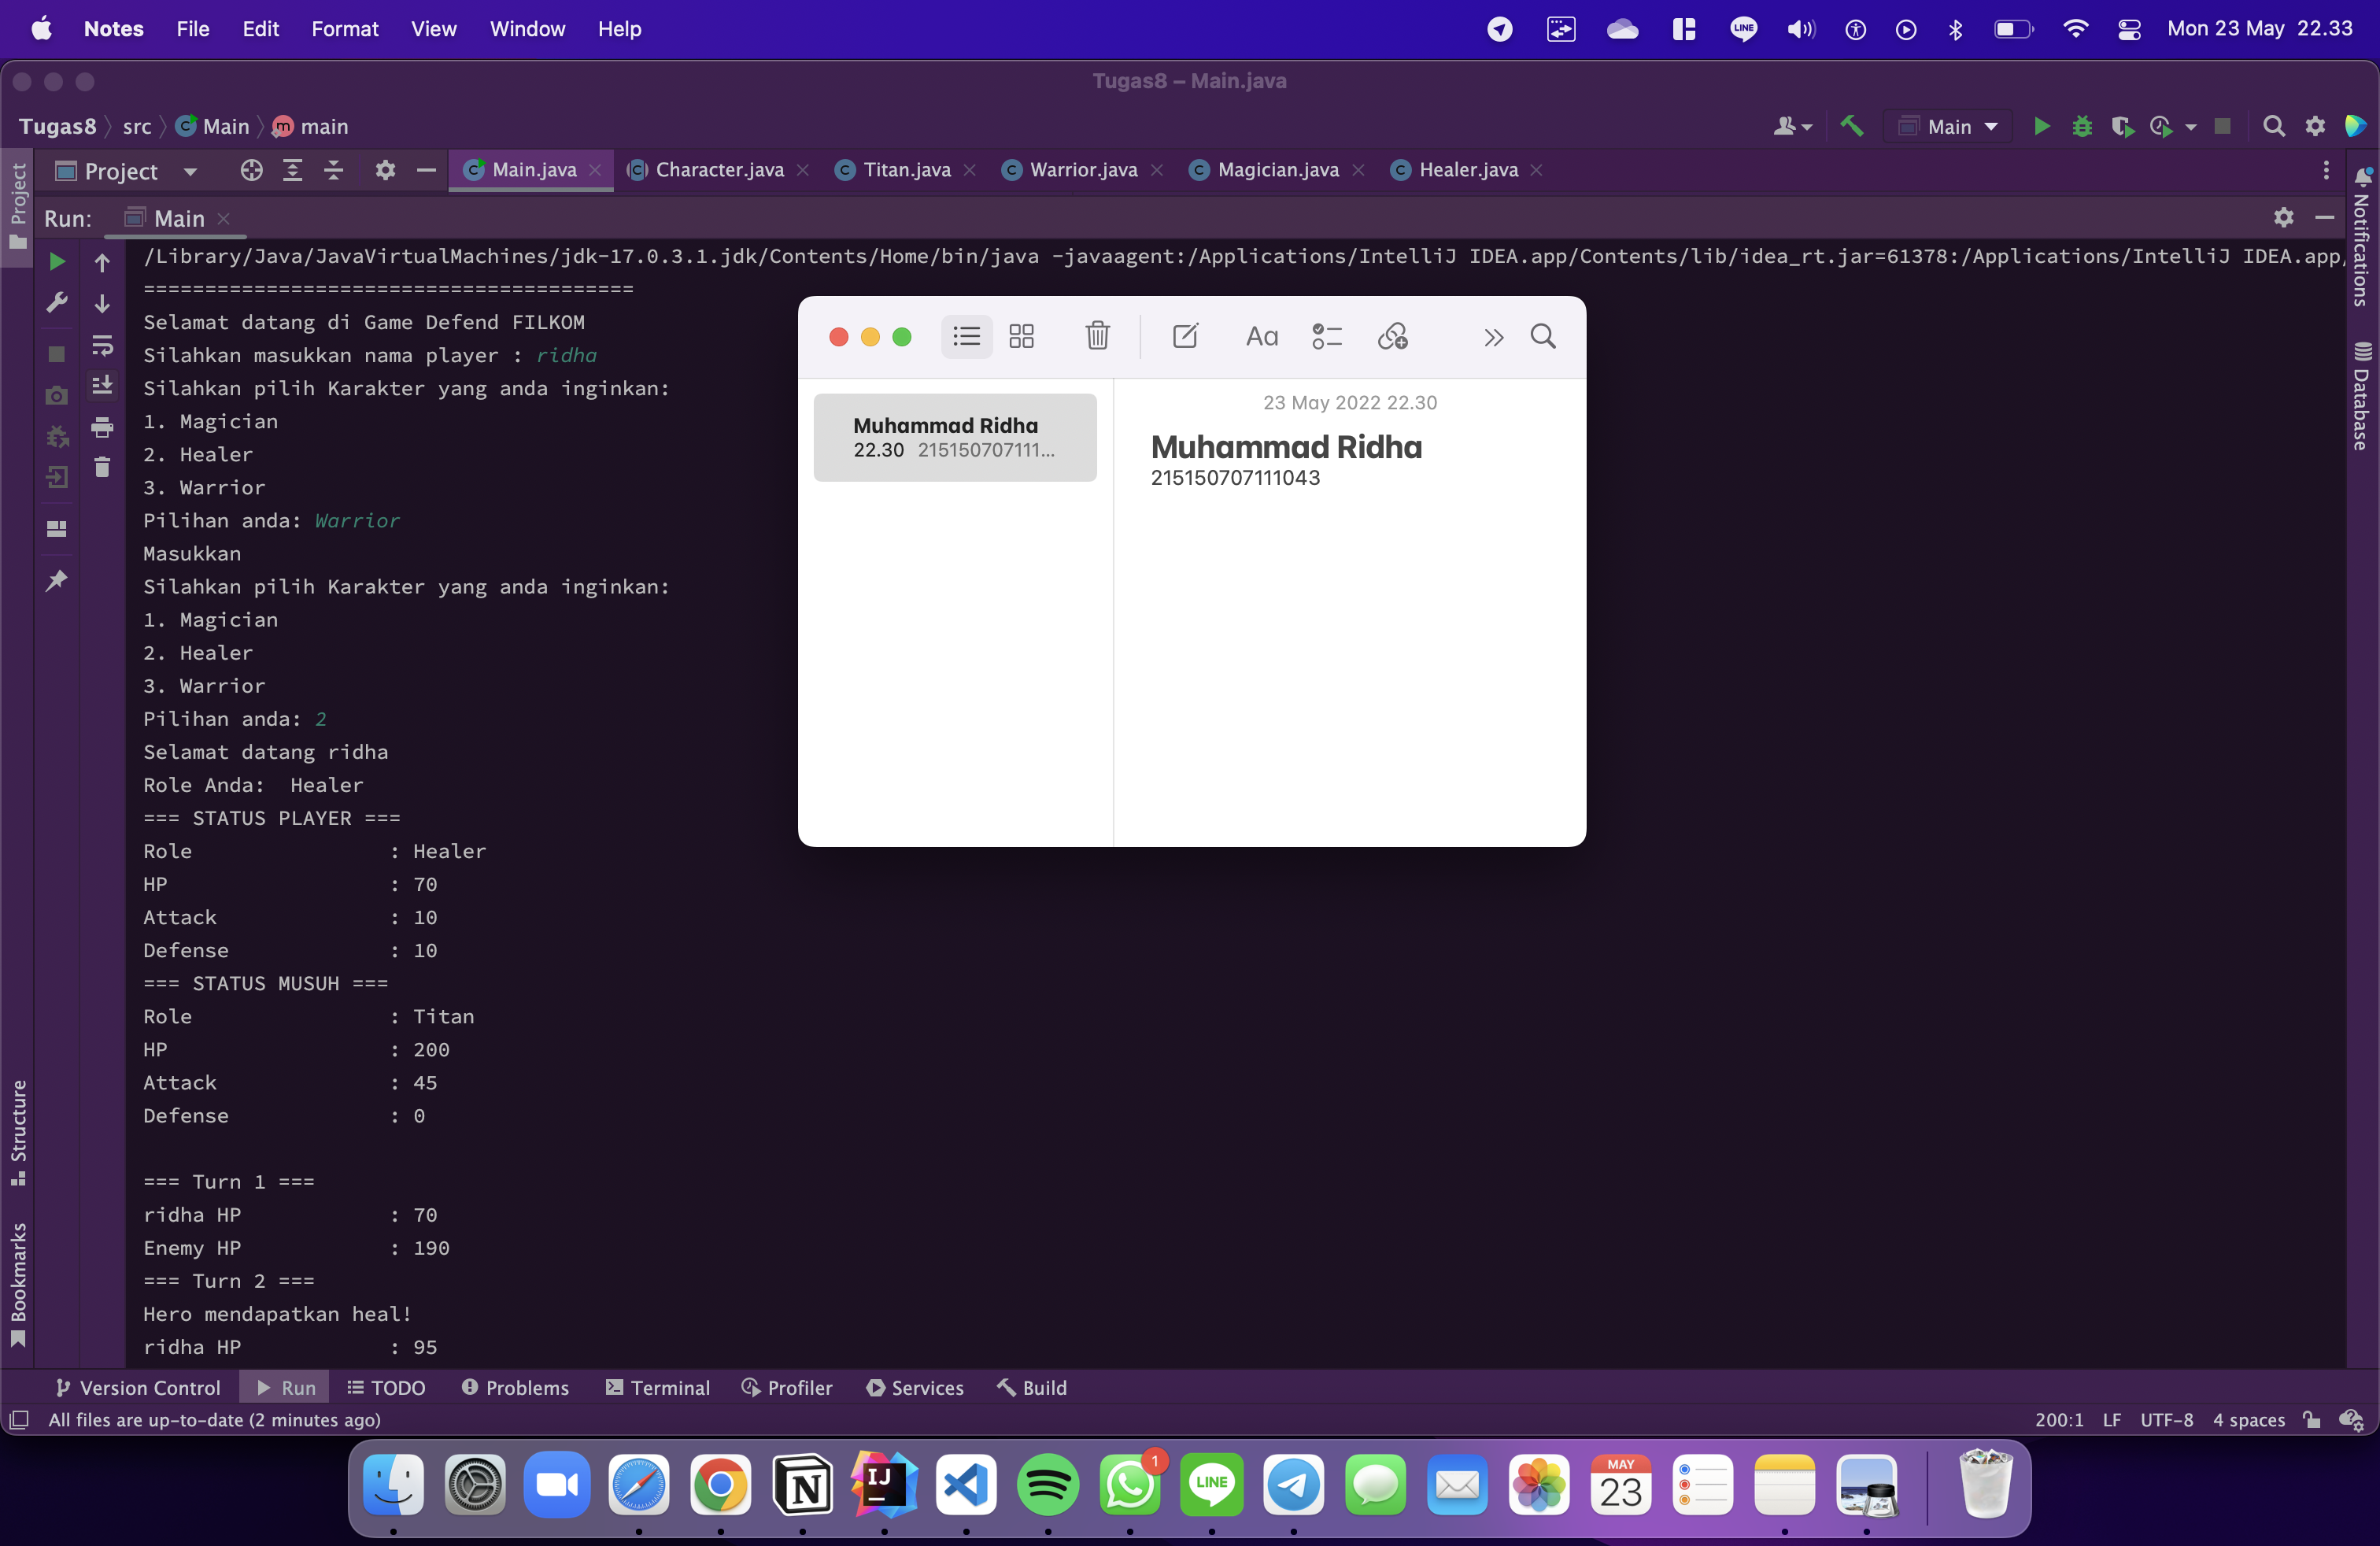 Notes File Edit Format View Window Help LINE Mon 23 May 22.33
Tugas8 – Main.java
Tugas8 src Main main Main
Project Main.java Character.java Titan.java Warrior.java Magician.java Healer.java
Run: Main
/Library/Java/JavaVirtualMachines/jdk-17.0.3.1.jdk/Contents/Home/bin/java -javaagent:/Applications/IntelliJ IDEA.app/Contents/lib/idea_rt.jar=61378:/Applications/IntelliJ IDEA.app/
========================================
Selamat datang di Game Defend FILKOM
Silahkan masukkan nama player : ridha
Silahkan pilih Karakter yang anda inginkan:
1. Magician
2. Healer
3. Warrior
Pilihan anda: Warrior
Masukkan
Silahkan pilih Karakter yang anda inginkan:
1. Magician
2. Healer
3. Warrior
Pilihan anda: 2
Selamat datang ridha
Role Anda:  Healer
=== STATUS PLAYER ===
Role : Healer
HP : 70
Attack : 10
Defense : 10
=== STATUS MUSUH ===
Role : Titan
HP : 200
Attack : 45
Defense : 0
=== Turn 1 ===
ridha HP : 70
Enemy HP : 190
=== Turn 2 ===
Hero mendapatkan heal!
ridha HP : 95
Aa
Muhammad Ridha
22.30 215150707111...
23 May 2022 22.30
Muhammad Ridha
215150707111043
Project
Structure
Bookmarks
Notifications
Database
Version Control Run TODO Problems Terminal Profiler Services Build
All files are up-to-date (2 minutes ago) 200:1 LF UTF-8 4 spaces
N IJ 1 LINE MAY 23